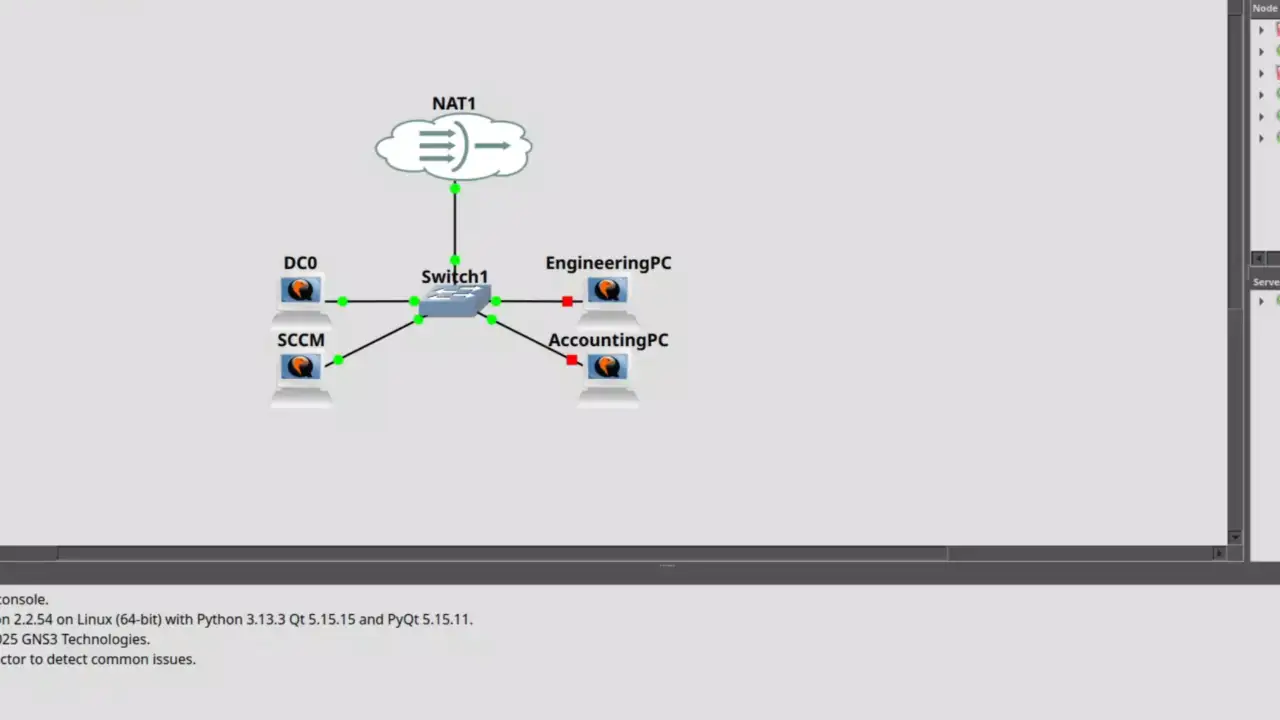 Node
NAT1
DC0
EngineeringPC
Switch1
Serve
SCCM
AccountingPC
console.
n 2.2.54 on Linux (64-bit) with Python 3.13.3 Qt 5.15.15 and PyQt 5.15.11.
025 GNS3 Technologies.
ctor to detect common issues.